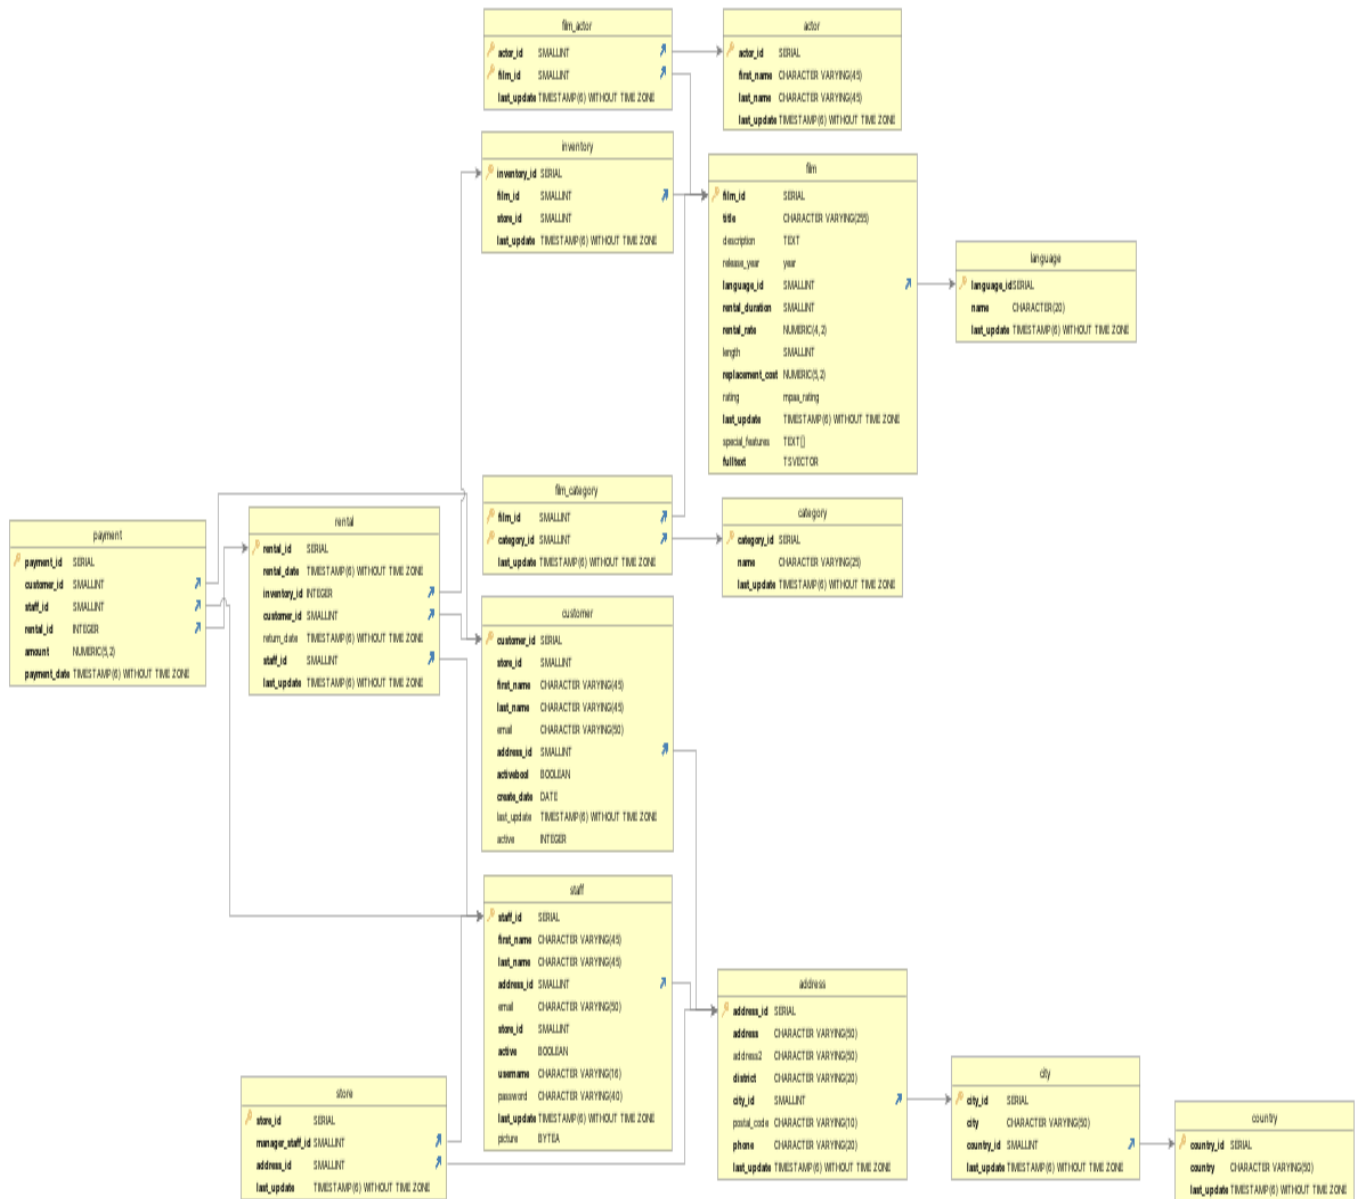 film_actor
actor_id SMALLINT
film_id SMALLINT
last_update TIMESTAMP(6) WITHOUT TIME ZONE
actor
actor_id SERIAL
first_name CHARACTER VARYING(45)
last_name CHARACTER VARYING(45)
last_update TIMESTAMP(6) WITHOUT TIME ZONE
inventory
inventory_id SERIAL
film_id SMALLINT
store_id SMALLINT
last_update TIMESTAMP(6) WITHOUT TIME ZONE
film
film_id SERIAL
title CHARACTER VARYING(255)
description TEXT
release_year year
language_id SMALLINT
rental_duration SMALLINT
rental_rate NUMERIC(4,2)
length SMALLINT
replacement_cost NUMERIC(5,2)
rating mpaa_rating
last_update TIMESTAMP(6) WITHOUT TIME ZONE
special_features TEXT[]
fulltext TSVECTOR
language
language_id SERIAL
name CHARACTER(20)
last_update TIMESTAMP(6) WITHOUT TIME ZONE
film_category
film_id SMALLINT
category_id SMALLINT
last_update TIMESTAMP(6) WITHOUT TIME ZONE
category
category_id SERIAL
name CHARACTER VARYING(25)
last_update TIMESTAMP(6) WITHOUT TIME ZONE
payment
payment_id SERIAL
customer_id SMALLINT
staff_id SMALLINT
rental_id INTEGER
amount NUMERIC(5,2)
payment_date TIMESTAMP(6) WITHOUT TIME ZONE
rental
rental_id SERIAL
rental_date TIMESTAMP(6) WITHOUT TIME ZONE
inventory_id INTEGER
customer_id SMALLINT
return_date TIMESTAMP(6) WITHOUT TIME ZONE
staff_id SMALLINT
last_update TIMESTAMP(6) WITHOUT TIME ZONE
customer
customer_id SERIAL
store_id SMALLINT
first_name CHARACTER VARYING(45)
last_name CHARACTER VARYING(45)
email CHARACTER VARYING(50)
address_id SMALLINT
activebool BOOLEAN
create_date DATE
last_update TIMESTAMP(6) WITHOUT TIME ZONE
active INTEGER
staff
staff_id SERIAL
first_name CHARACTER VARYING(45)
last_name CHARACTER VARYING(45)
address_id SMALLINT
email CHARACTER VARYING(50)
store_id SMALLINT
active BOOLEAN
username CHARACTER VARYING(16)
password CHARACTER VARYING(40)
last_update TIMESTAMP(6) WITHOUT TIME ZONE
picture BYTEA
store
store_id SERIAL
manager_staff_id SMALLINT
address_id SMALLINT
last_update TIMESTAMP(6) WITHOUT TIME ZONE
address
address_id SERIAL
address CHARACTER VARYING(50)
address2 CHARACTER VARYING(50)
district CHARACTER VARYING(20)
city_id SMALLINT
postal_code CHARACTER VARYING(10)
phone CHARACTER VARYING(20)
last_update TIMESTAMP(6) WITHOUT TIME ZONE
city
city_id SERIAL
city CHARACTER VARYING(50)
country_id SMALLINT
last_update TIMESTAMP(6) WITHOUT TIME ZONE
country
country_id SERIAL
country CHARACTER VARYING(50)
last_update TIMESTAMP(6) WITHOUT TIME ZONE